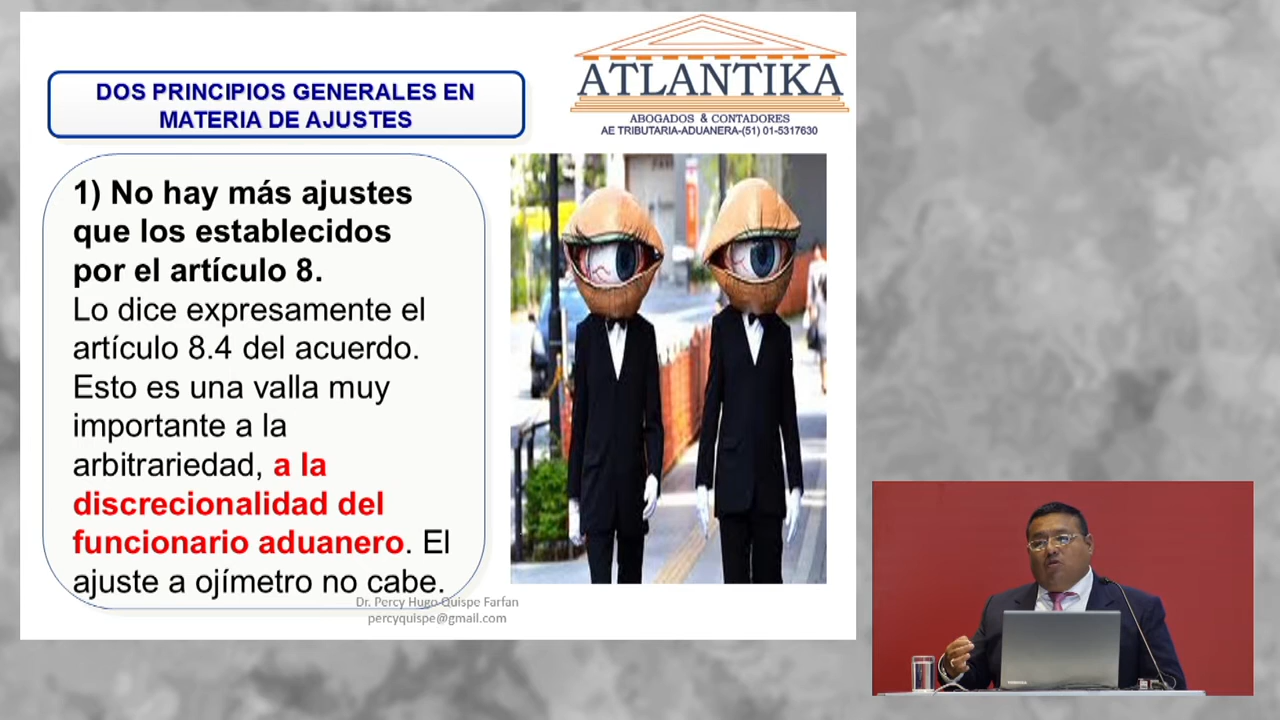 DOS PRINCIPIOS GENERALES EN
MATERIA DE AJUSTES
ATLANTIKA
ABOGADOS & CONTADORES
AE TRIBUTARIA-ADUANERA-(51) 01-5317630
1) No hay más ajustes
que los establecidos
por el artículo 8.
Lo dice expresamente el
artículo 8.4 del acuerdo.
Esto es una valla muy
importante a la
arbitrariedad, a la
discrecionalidad del
funcionario aduanero. El
ajuste a ojímetro no cabe.
Dr. Percy Hugo Quispe Farfan
percyquispe@gmail.com